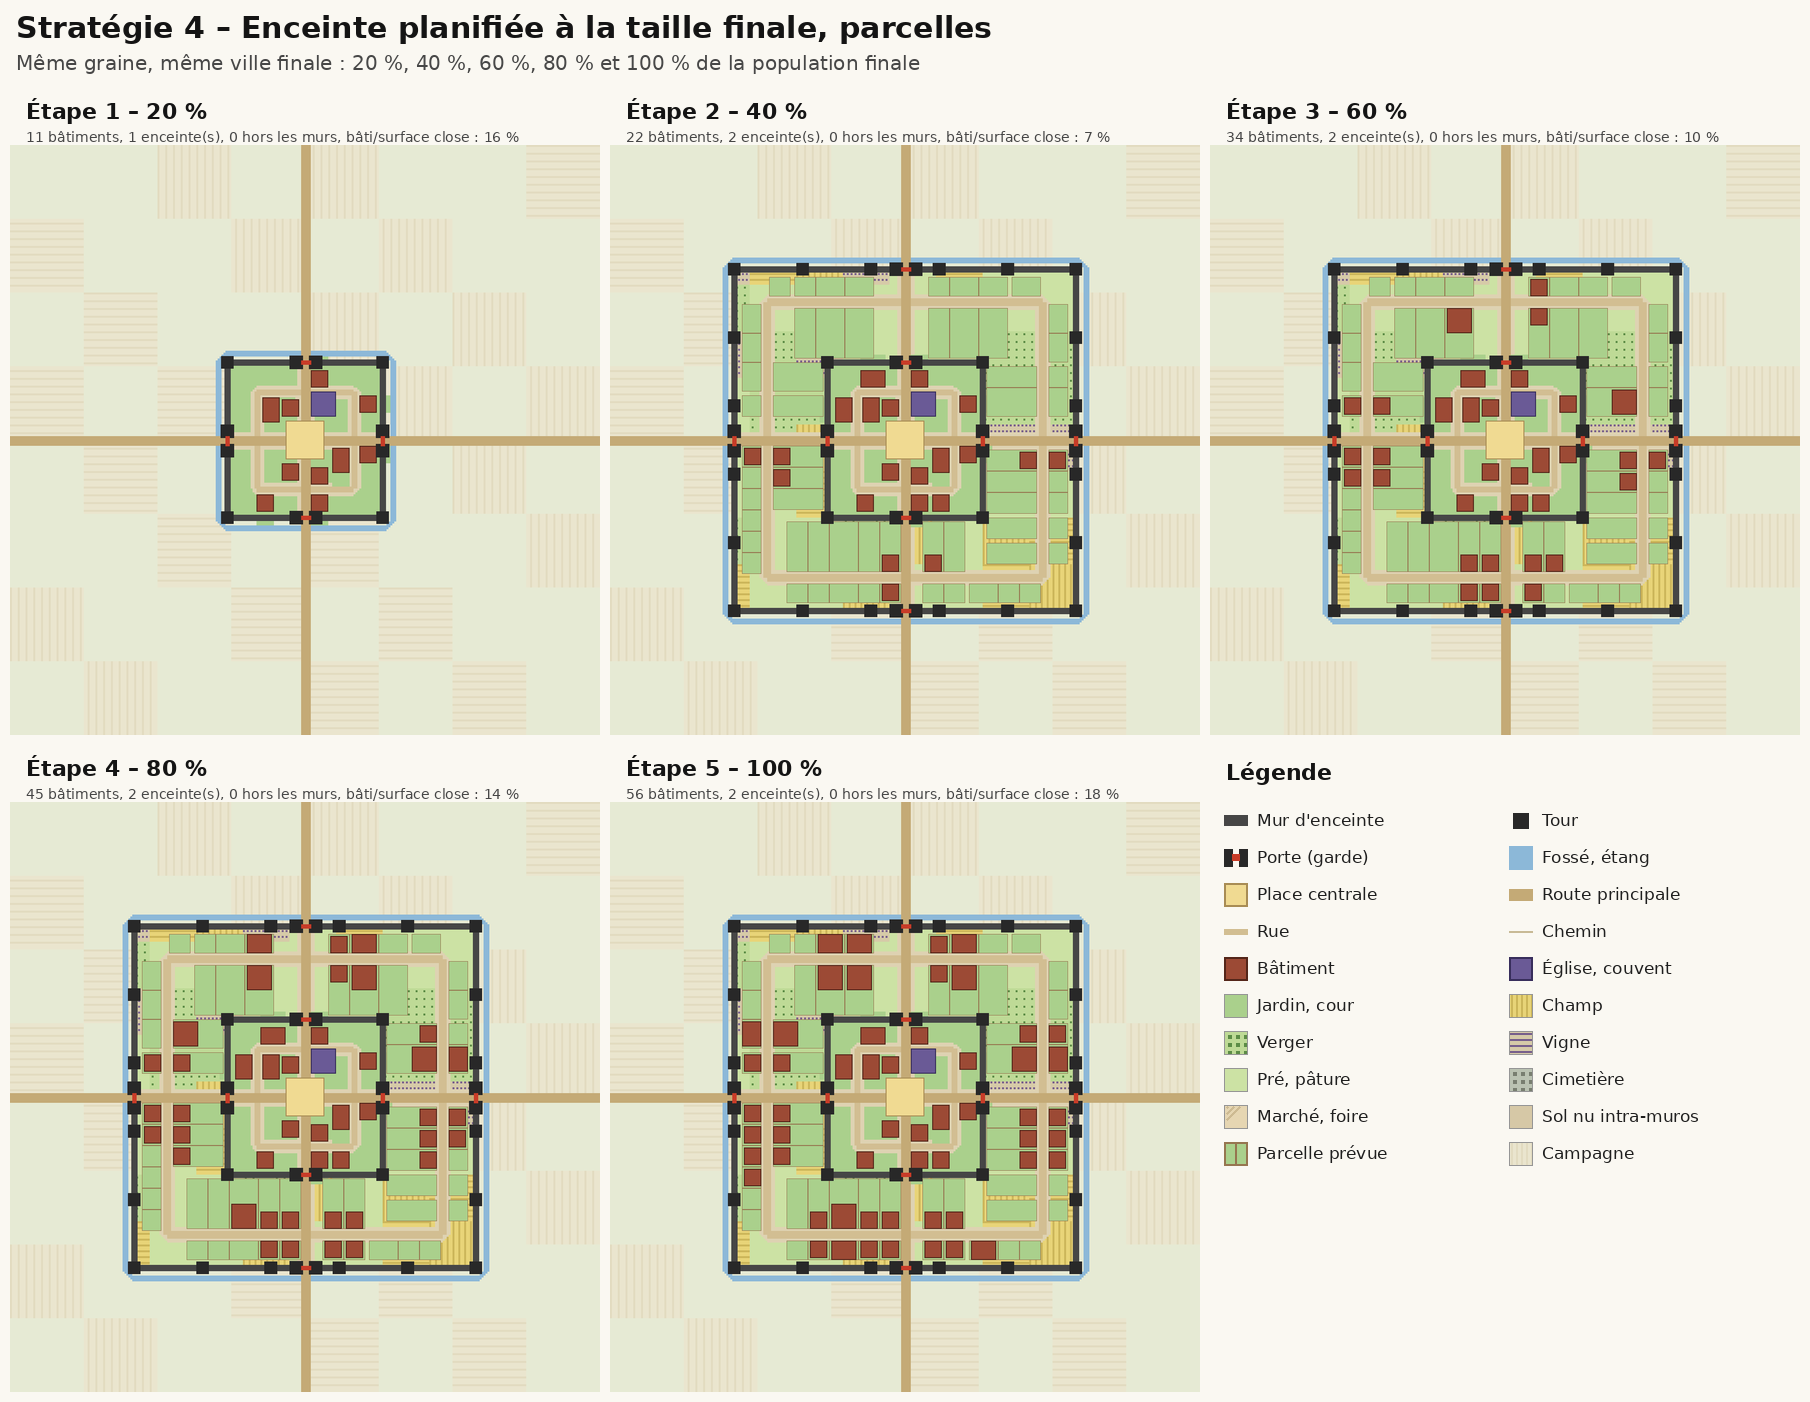 Stratégie 4 – Enceinte planifiée à la taille finale, parcelles
Même graine, même ville finale : 20 %, 40 %, 60 %, 80 % et 100 % de la population finale
Étape 1 – 20 %
11 bâtiments, 1 enceinte(s), 0 hors les murs, bâti/surface close : 16 %
Étape 2 – 40 %
22 bâtiments, 2 enceinte(s), 0 hors les murs, bâti/surface close : 7 %
Étape 3 – 60 %
34 bâtiments, 2 enceinte(s), 0 hors les murs, bâti/surface close : 10 %
Étape 4 – 80 %
45 bâtiments, 2 enceinte(s), 0 hors les murs, bâti/surface close : 14 %
Étape 5 – 100 %
56 bâtiments, 2 enceinte(s), 0 hors les murs, bâti/surface close : 18 %
Légende
Mur d'enceinte
Tour
Porte (garde)
Fossé, étang
Place centrale
Route principale
Rue
Chemin
Bâtiment
Église, couvent
Jardin, cour
Champ
Verger
Vigne
Pré, pâture
Cimetière
Marché, foire
Sol nu intra-muros
Parcelle prévue
Campagne